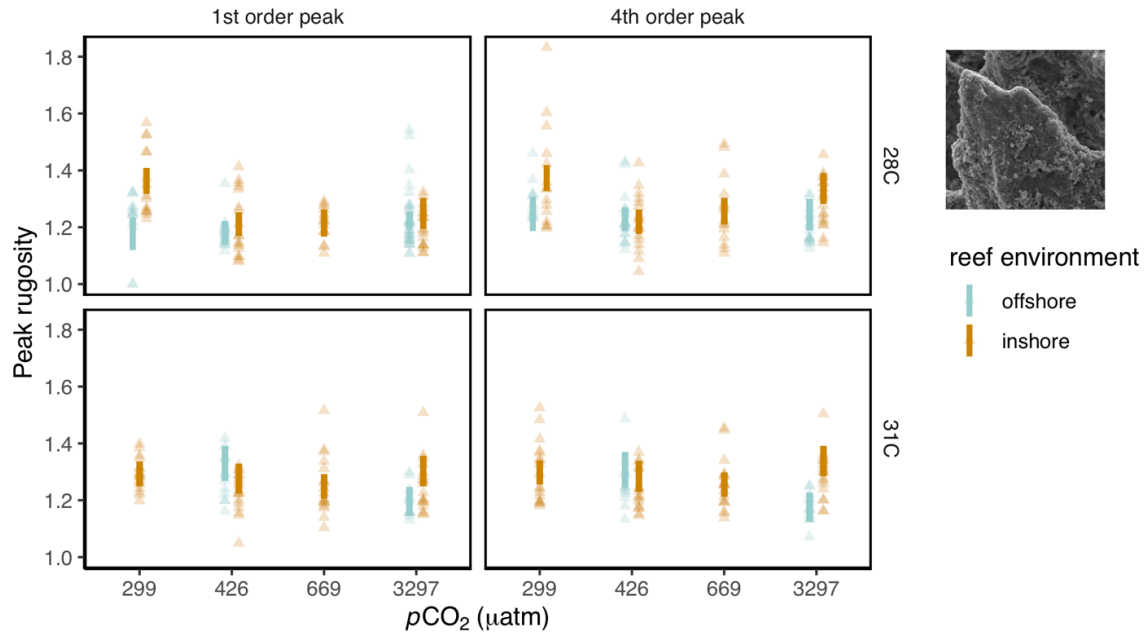 1st order peak
4th order peak
Peak rugosity
1.8
1.6
1.4
1.2
1.0
28C
1.8
1.6
1.4
1.2
1.0
31C
299
426
669
3297
299
426
669
3297
pCO₂ (μatm)
reef environment
offshore
inshore